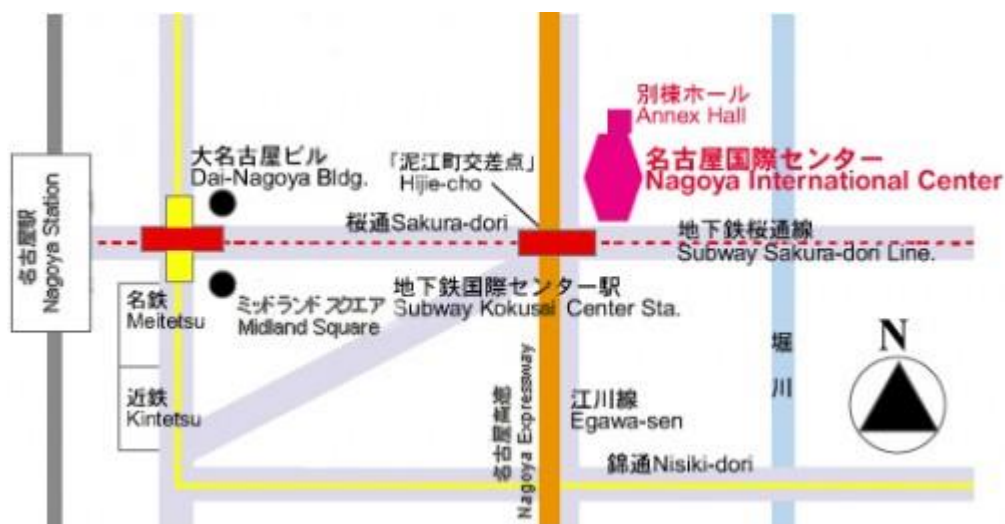 別棟ホール
Annex Hall
名古屋国際センター
Nagoya International Center
大名古屋ビル
Dai-Nagoya Bldg.
「泥江町交差点」
Hijie-cho
名古屋駅
Nagoya Station
桜通Sakura-dori
地下鉄桜通線
Subway Sakura-dori Line.
名鉄
Meitetsu
ミッドランド スクエア
Midland Square
地下鉄国際センター駅
Subway Kokusai Center Sta.
堀川
N
近鉄
Kintetsu
名古屋高速
Nagoya Expressway
江川線
Egawa-sen
錦通Nisiki-dori